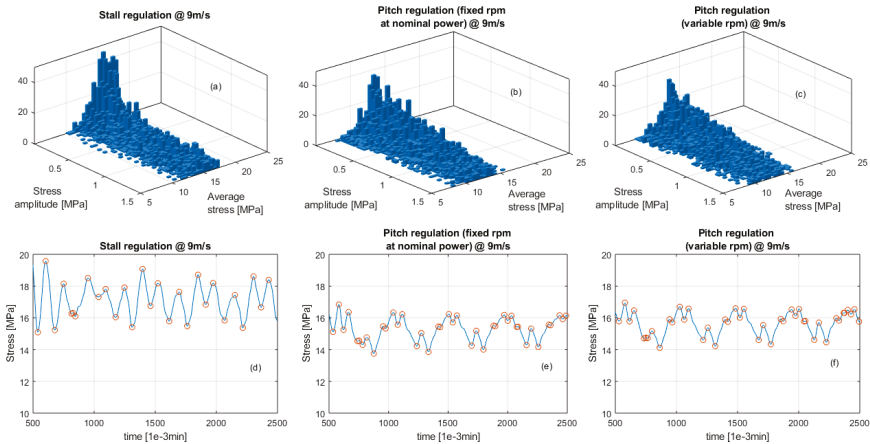 Stall regulation @ 9m/s
40
20
0
0.5
1
1.5
Stress
amplitude [MPa]
5
10
15
20
25
Average
stress [MPa]
(a)
Pitch regulation (fixed rpm
at nominal power) @ 9m/s
40
20
0
0.5
1
1.5
Stress
amplitude [MPa]
5
10
15
20
25
Average
stress [MPa]
(b)
Pitch regulation
(variable rpm) @ 9m/s
40
20
0
0.5
1
1.5
Stress
amplitude [MPa]
5
10
15
20
25
Average
stress [MPa]
(c)
Stall regulation @ 9m/s
20
18
16
14
12
10
Stress [MPa]
(d)
500 1000 1500 2000 2500
time [1e-3min]
Pitch regulation (fixed rpm
at nominal power) @ 9m/s
20
18
16
14
12
10
Stress [MPa]
(e)
500 1000 1500 2000 2500
time [1e-3min]
Pitch regulation
(variable rpm) @ 9m/s
20
18
16
14
12
10
Stress [MPa]
(f)
500 1000 1500 2000 2500
time [1e-3min]